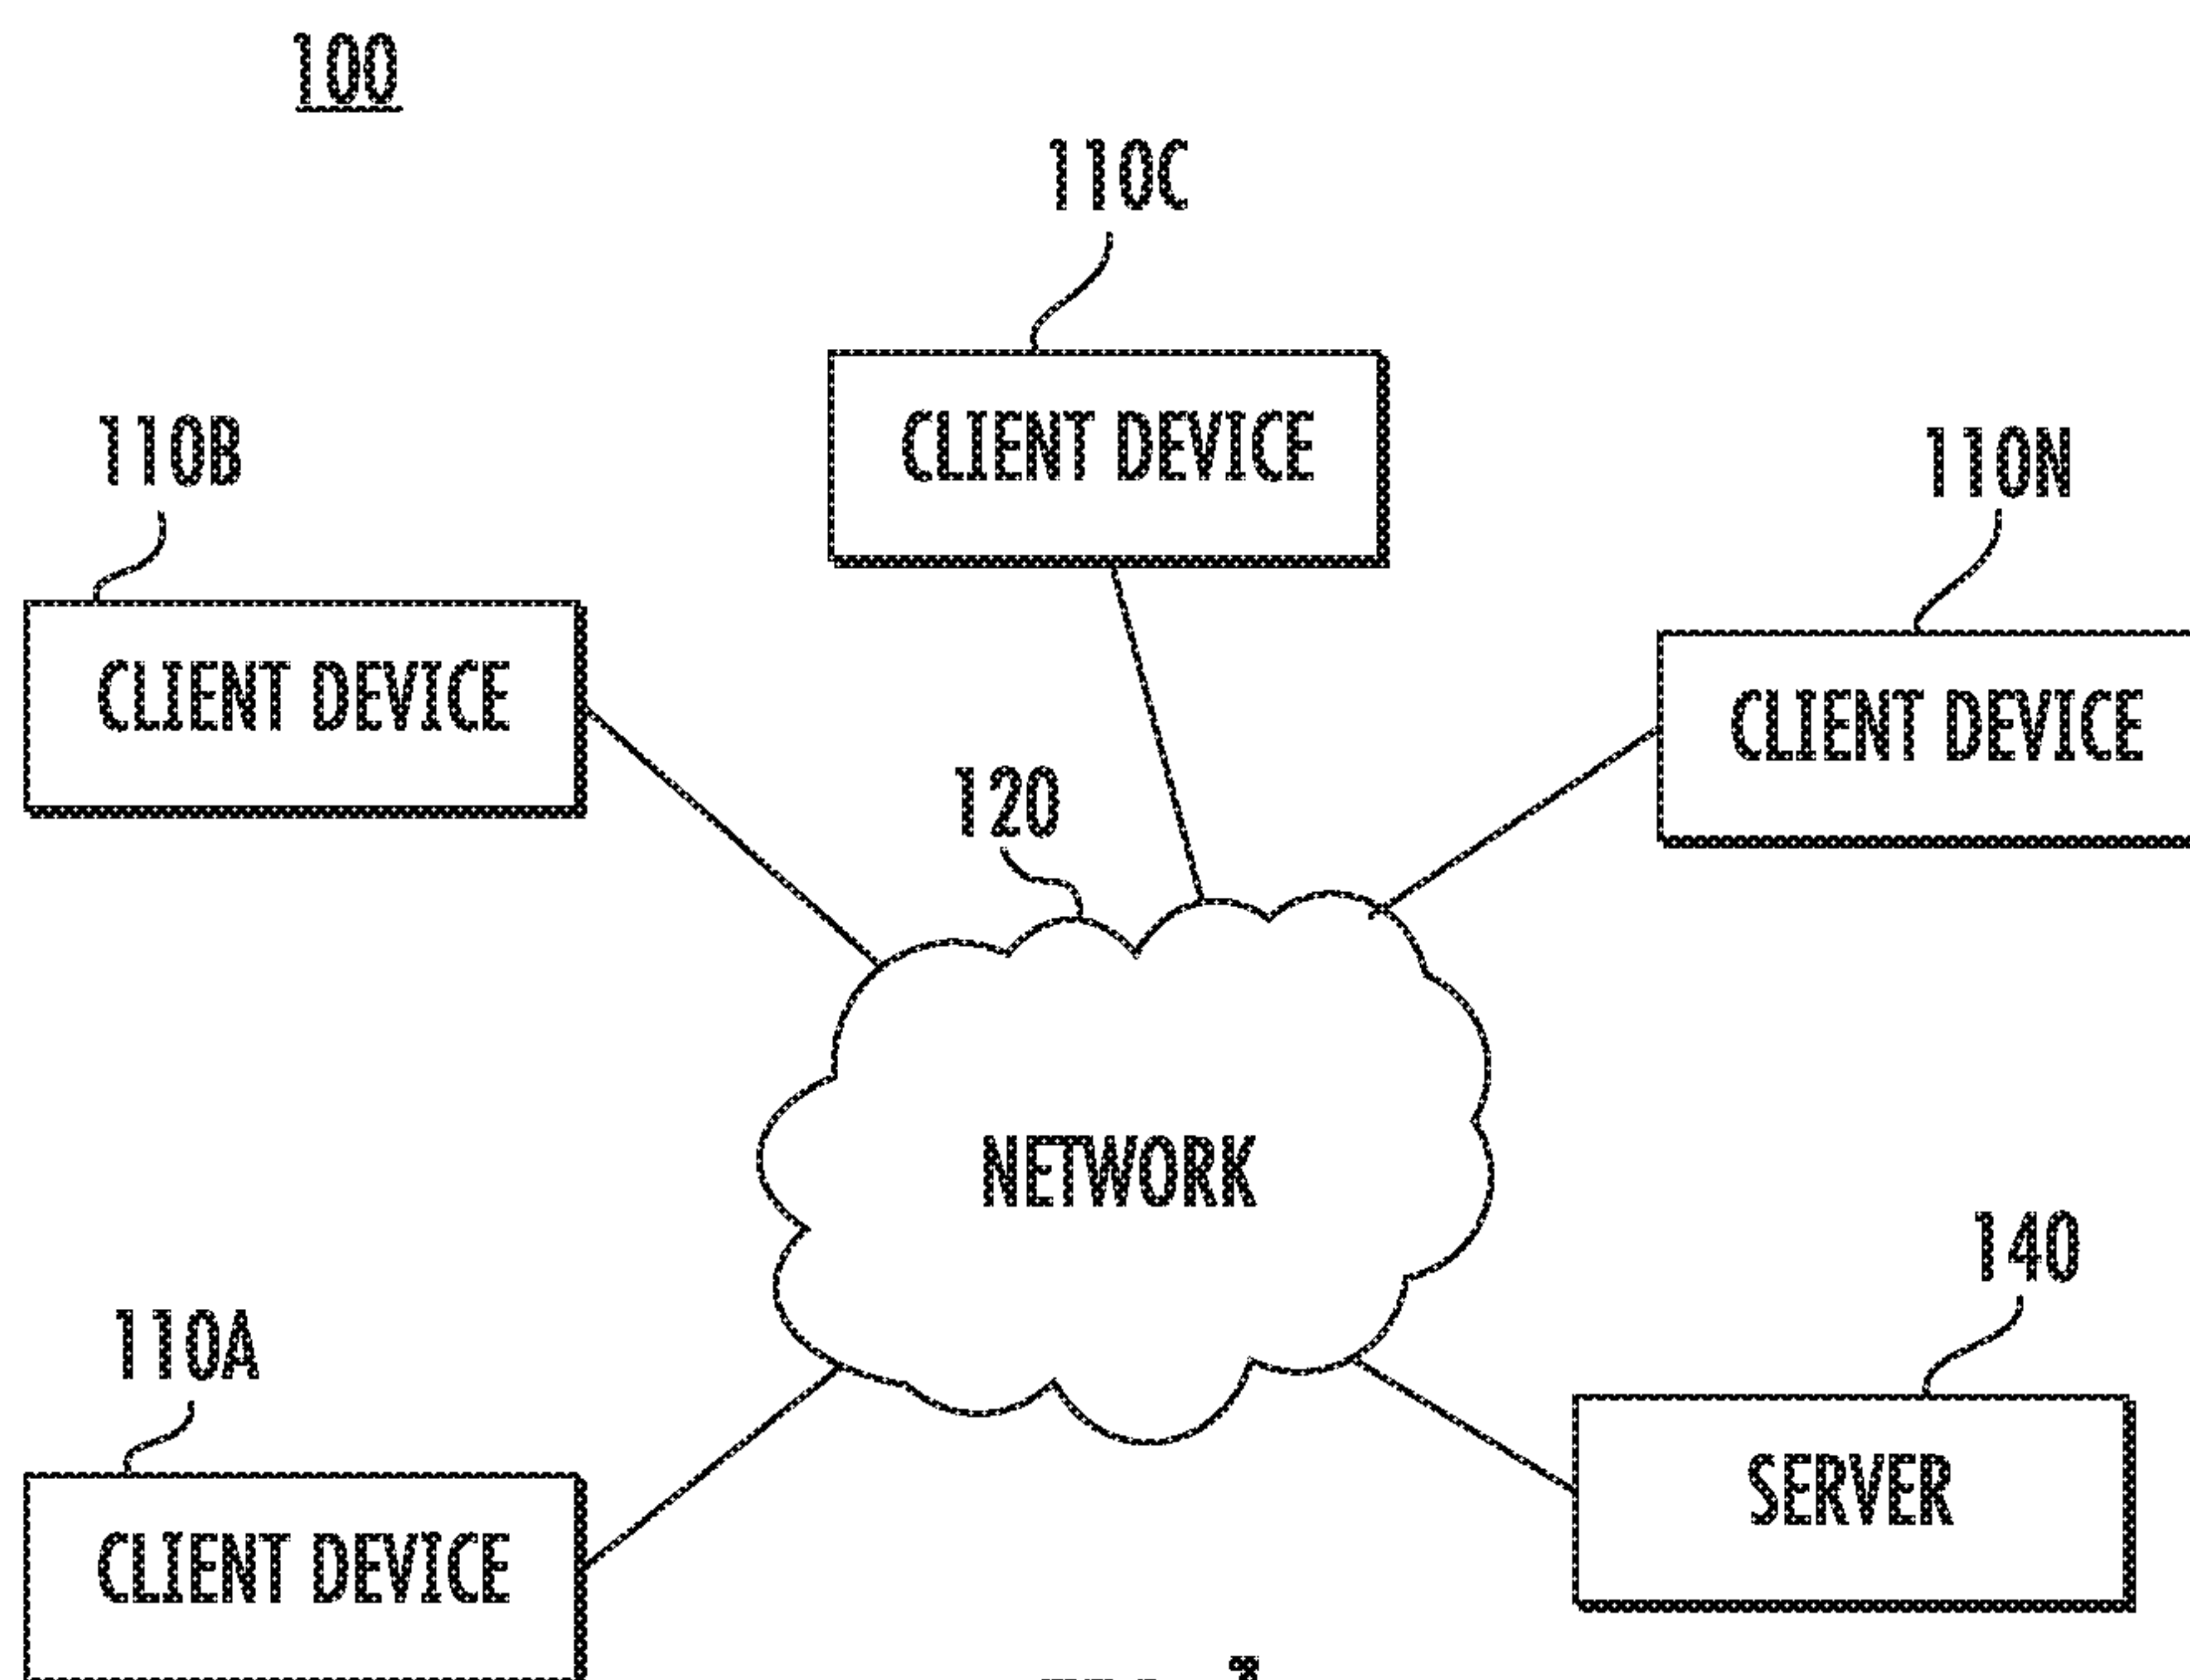 100
110C
CLIENT DEVICE
110B
CLIENT DEVICE
110N
CLIENT DEVICE
120
NETWORK
110A
CLIENT DEVICE
140
SERVER